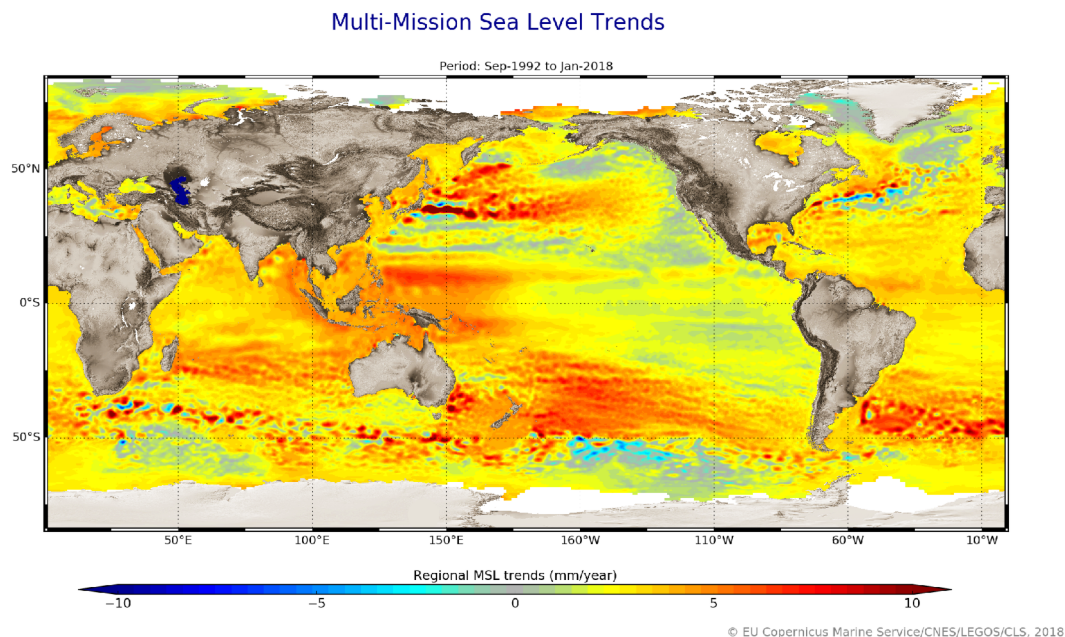 Multi-Mission Sea Level Trends
Period: Sep-1992 to Jan-2018
50°N
0°S
50°S
50°E 100°E 150°E 160°W 110°W 60°W 10°W
Regional MSL trends (mm/year)
−10 −5 0 5 10
© EU Copernicus Marine Service/CNES/LEGOS/CLS, 2018